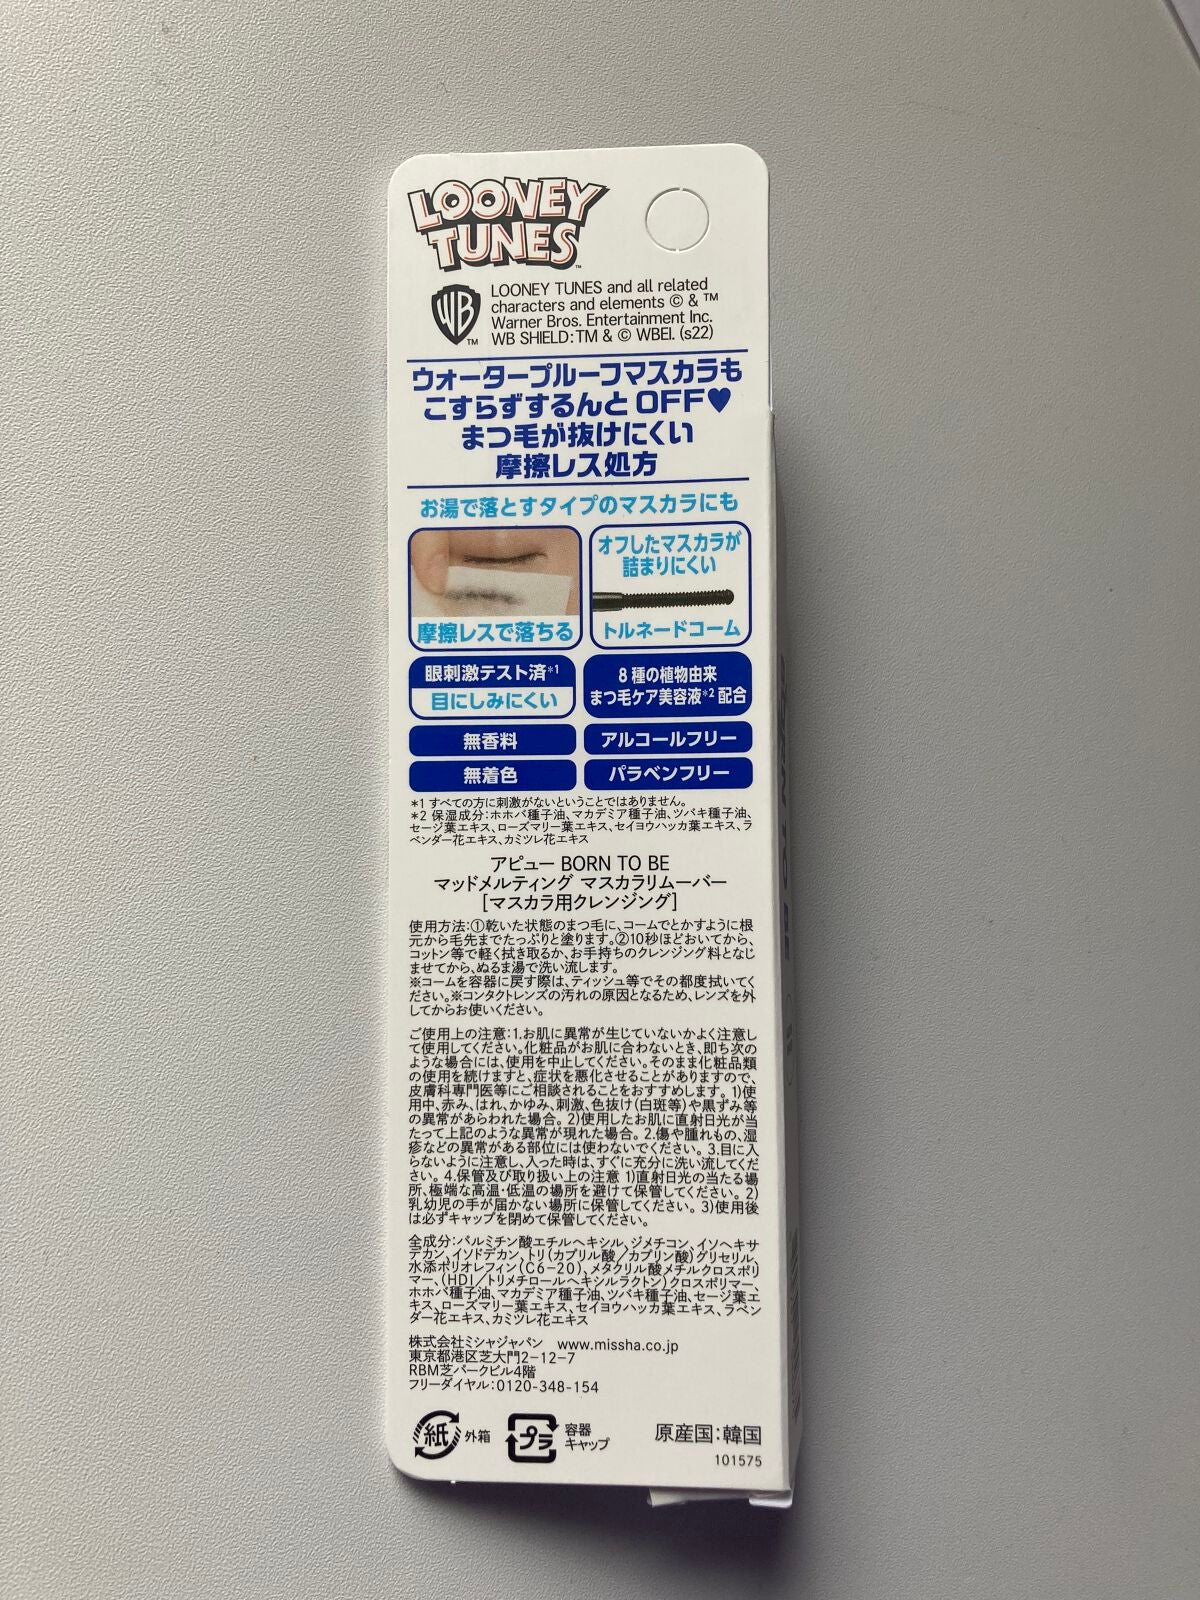 LOONEY
TUNES
™
WB
™
LOONEY TUNES and all related
characters and elements © & ™
Warner Bros. Entertainment Inc.
WB SHIELD: TM & © WBEI. (s22)
ウォータープルーフマスカラも
こすらずするんと OFF♥
まつ毛が抜けにくい
摩擦レス処方
お湯で落とすタイプのマスカラにも
摩擦レスで落ちる
オフしたマスカラが
詰まりにくい
トルネードコーム
眼刺激テスト済*1
目にしみにくい
8種の植物由来
まつ毛ケア美容液*2 配合
無香料
アルコールフリー
無着色
パラベンフリー
*1 すべての方に刺激がないということではありません。
*2 保湿成分:ホホバ種子油、マカデミア種子油、ツバキ種子油、
セージ葉エキス、ローズマリー葉エキス、セイヨウハッカ葉エキス、ラ
ベンダー花エキス、カミツレ花エキス
アピュー BORN TO BE
マッドメルティング マスカラリムーバー
[マスカラ用クレンジング]
使用方法:①乾いた状態のまつ毛に、コームでとかすように根
元から毛先までたっぷりと塗ります。②10秒ほどおいてから、
コットン等で軽く拭き取るか、お手持ちのクレンジング料となじ
ませてから、ぬるま湯で洗い流します。
※コームを容器に戻す際は、ティッシュ等でその都度拭いてく
ださい。※コンタクトレンズの汚れの原因となるため、レンズを外
してからお使いください。
ご使用上の注意:1.お肌に異常が生じていないかよく注意し
て使用してください。化粧品がお肌に合わないとき、即ち次の
ような場合には、使用を中止してください。そのまま化粧品類
の使用を続けますと、症状を悪化させることがありますので、
皮膚科専門医等にご相談されることをおすすめします。1)使
用中、赤み、はれ、かゆみ、刺激、色抜け(白斑等)や黒ずみ等
の異常があらわれた場合。2)使用したお肌に直射日光が当
たって上記のような異常が現れた場合。2.傷や腫れもの、湿
疹などの異常がある部位には使わないでください。3.目に入
らないように注意し、入った時は、すぐに充分に洗い流してくだ
さい。4.保管及び取り扱い上の注意 1)直射日光の当たる場
所、極端な高温・低温の場所を避けて保管してください。2)
乳幼児の手が届かない場所に保管してください。3)使用後
は必ずキャップを閉めて保管してください。
全成分:パルミチン酸エチルヘキシル、ジメチコン、イソヘキサ
デカン、イソドデカン、トリ(カプリル酸/カプリン酸)グリセリル、
水添ポリオレフィン(C6-20)、メタクリル酸メチルクロスポリ
マー、(HDI/トリメチロールヘキシルラクトン)クロスポリマー、
ホホバ種子油、マカデミア種子油、ツバキ種子油、セージ葉エ
キス、ローズマリー葉エキス、セイヨウハッカ葉エキス、ラベン
ダー花エキス、カミツレ花エキス
株式会社ミシャジャパン www.missha.co.jp
東京都港区芝大門2-12-7
RBM芝パークビル4階
フリーダイヤル:0120-348-154
紙 外箱
プラ 容器
キャップ
原産国:韓国
101575